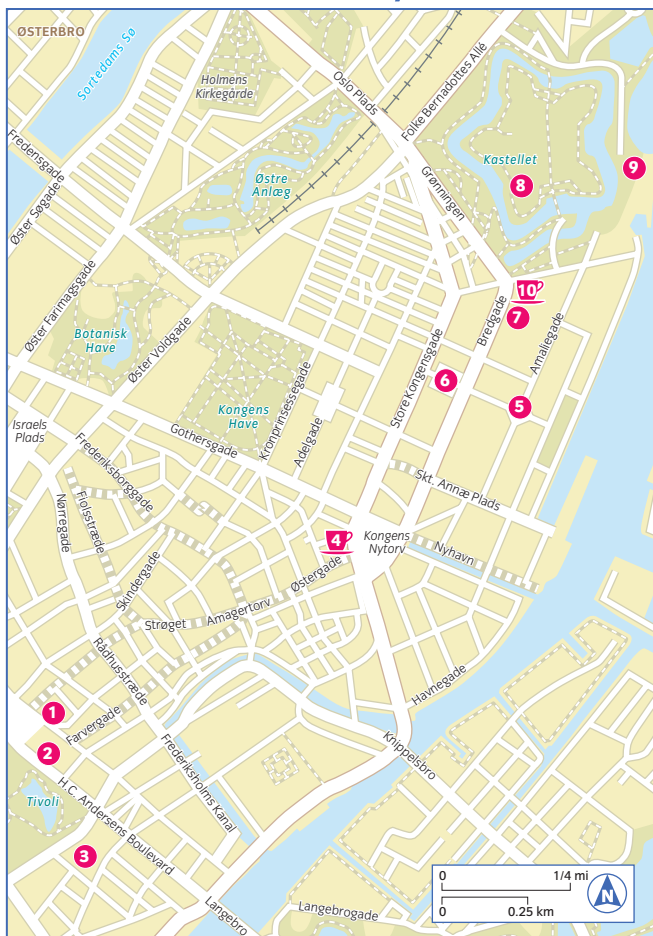 ØSTERBRO
Sortedams Sø
Holmens
Kirkegårde
Oslo Plads
Folke Bernadottes Allé
Fredensgade
Øster Søgade
Østre
Anlæg
Kastellet
8
9
Grønningen
Øster Farimagsgade
Botanisk
Have
Øster Voldgade
10
7
Bredgade
Amaliegade
Store Kongensgade
6
5
Kongens
Have
Kronprinsessegade
Adelgade
Israels
Plads
Gothersgade
Frederiksborggade
Skt. Annæ Plads
Nørregade
Fiolsstræde
4
Kongens
Nytorv
Nyhavn
Skindergade
Østergade
Amagertorv
Strøget
Rådhusstræde
Havnegade
1
Farvergade
2
Knippelsbro
Frederiksholms Kanal
Tivoli
H.C. Andersens Boulevard
3
Langebro
Langebrogade
0
1/4 mi
0
0.25 km
N